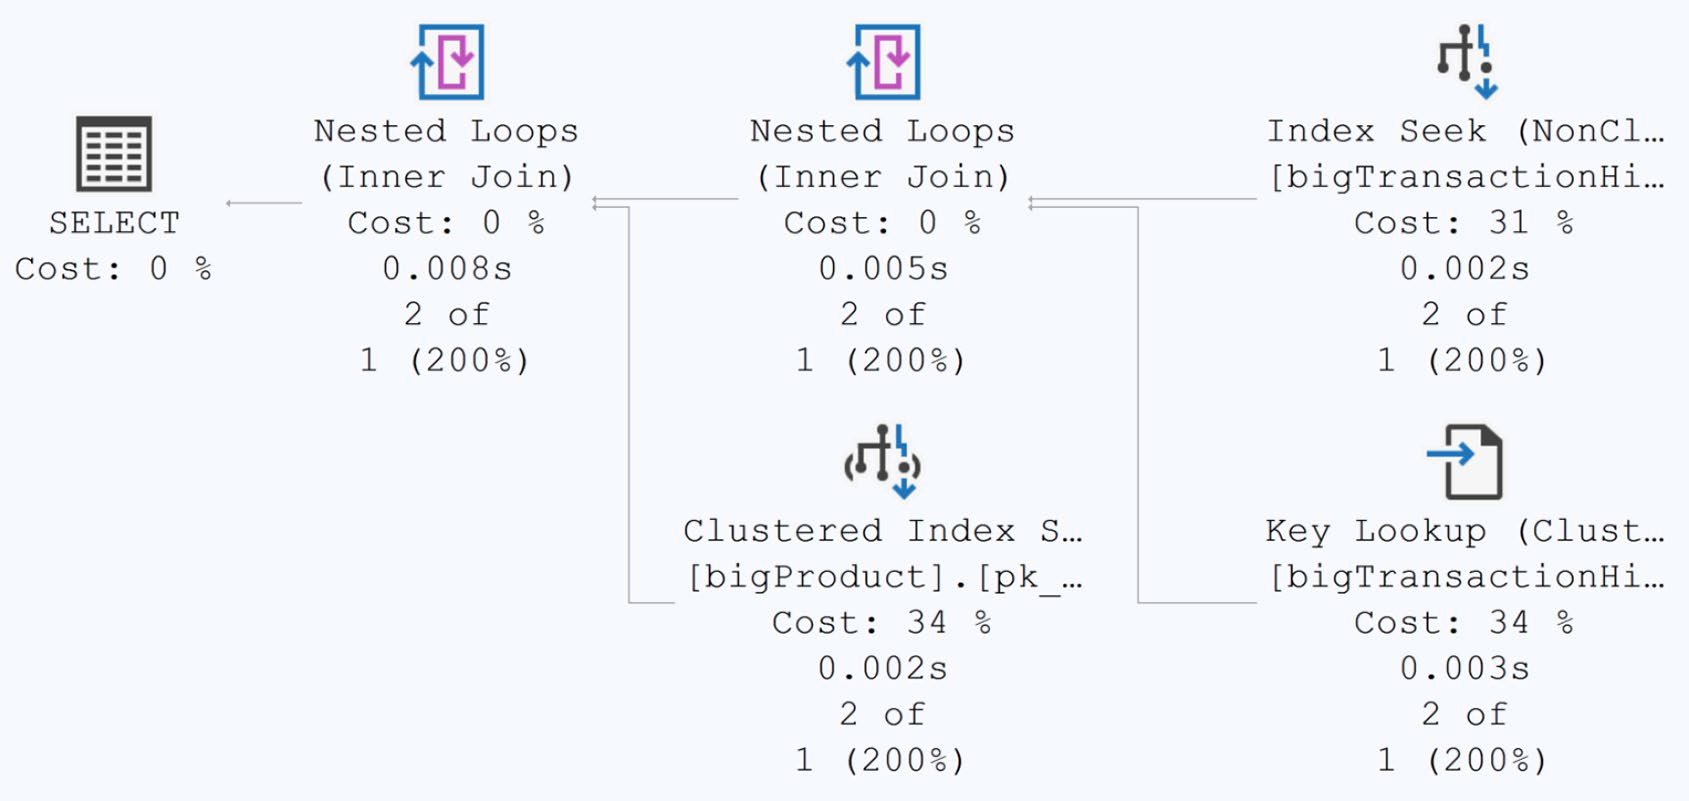 SELECT
Cost: 0 %
Nested Loops
(Inner Join)
Cost: 0 %
0.008s
2 of
1 (200%)
Nested Loops
(Inner Join)
Cost: 0 %
0.005s
2 of
1 (200%)
Index Seek (NonCl…
[bigTransactionHi…
Cost: 31 %
0.002s
2 of
1 (200%)
Clustered Index S…
[bigProduct].[pk_…
Cost: 34 %
0.002s
2 of
1 (200%)
Key Lookup (Clust…
[bigTransactionHi…
Cost: 34 %
0.003s
2 of
1 (200%)